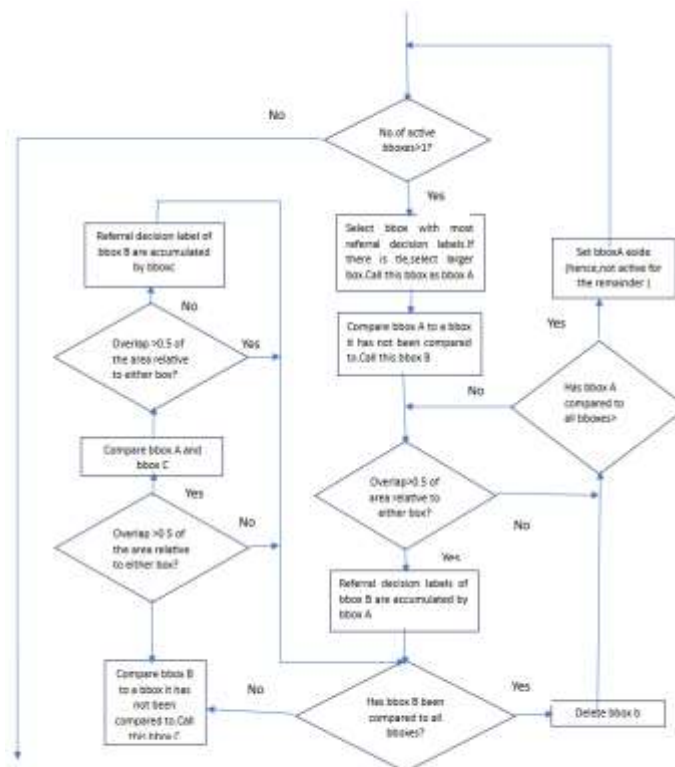 No
No.of active
bboxes>1?
Yes
Referral decision label of
bbox B are accumulated
by bboxc
Select bbox with most
referral decision labels.If
there is tie,select larger
box.Call this bbox as bbox A
Set bboxA aside
(hence,not active for
the remainder )
No
Compare bbox A to a bbox
it has not been compared
to.Call this bbox B
Yes
Overlap >0.5 of
the area relative
to either box?
Yes
No
Has bbox A
compared to
all bboxes>
Compare bbox A and
bbox C
Yes
Overlap>0.5 of
area relative to
either box?
No
Overlap >0.5 of
the area relative
to either box?
No
Yes
Referral decision labels of
bbox B are accumulated by
bbox A
Compare bbox B
to a bbox it has
not been
compared to.Call
this bbox C
No
Has bbox B been
compared to all
bboxes?
Yes
Delete bbox b